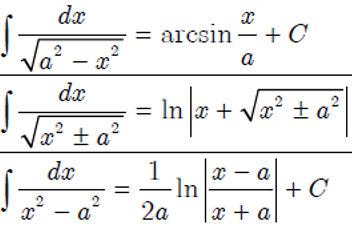 ∫ dx / √(a² − x²) = arcsin x/a + C
∫ dx / √(x² ± a²) = ln |x + √(x² ± a²)|
∫ dx / (x² − a²) = 1/(2a) ln |(x − a)/(x + a)| + C